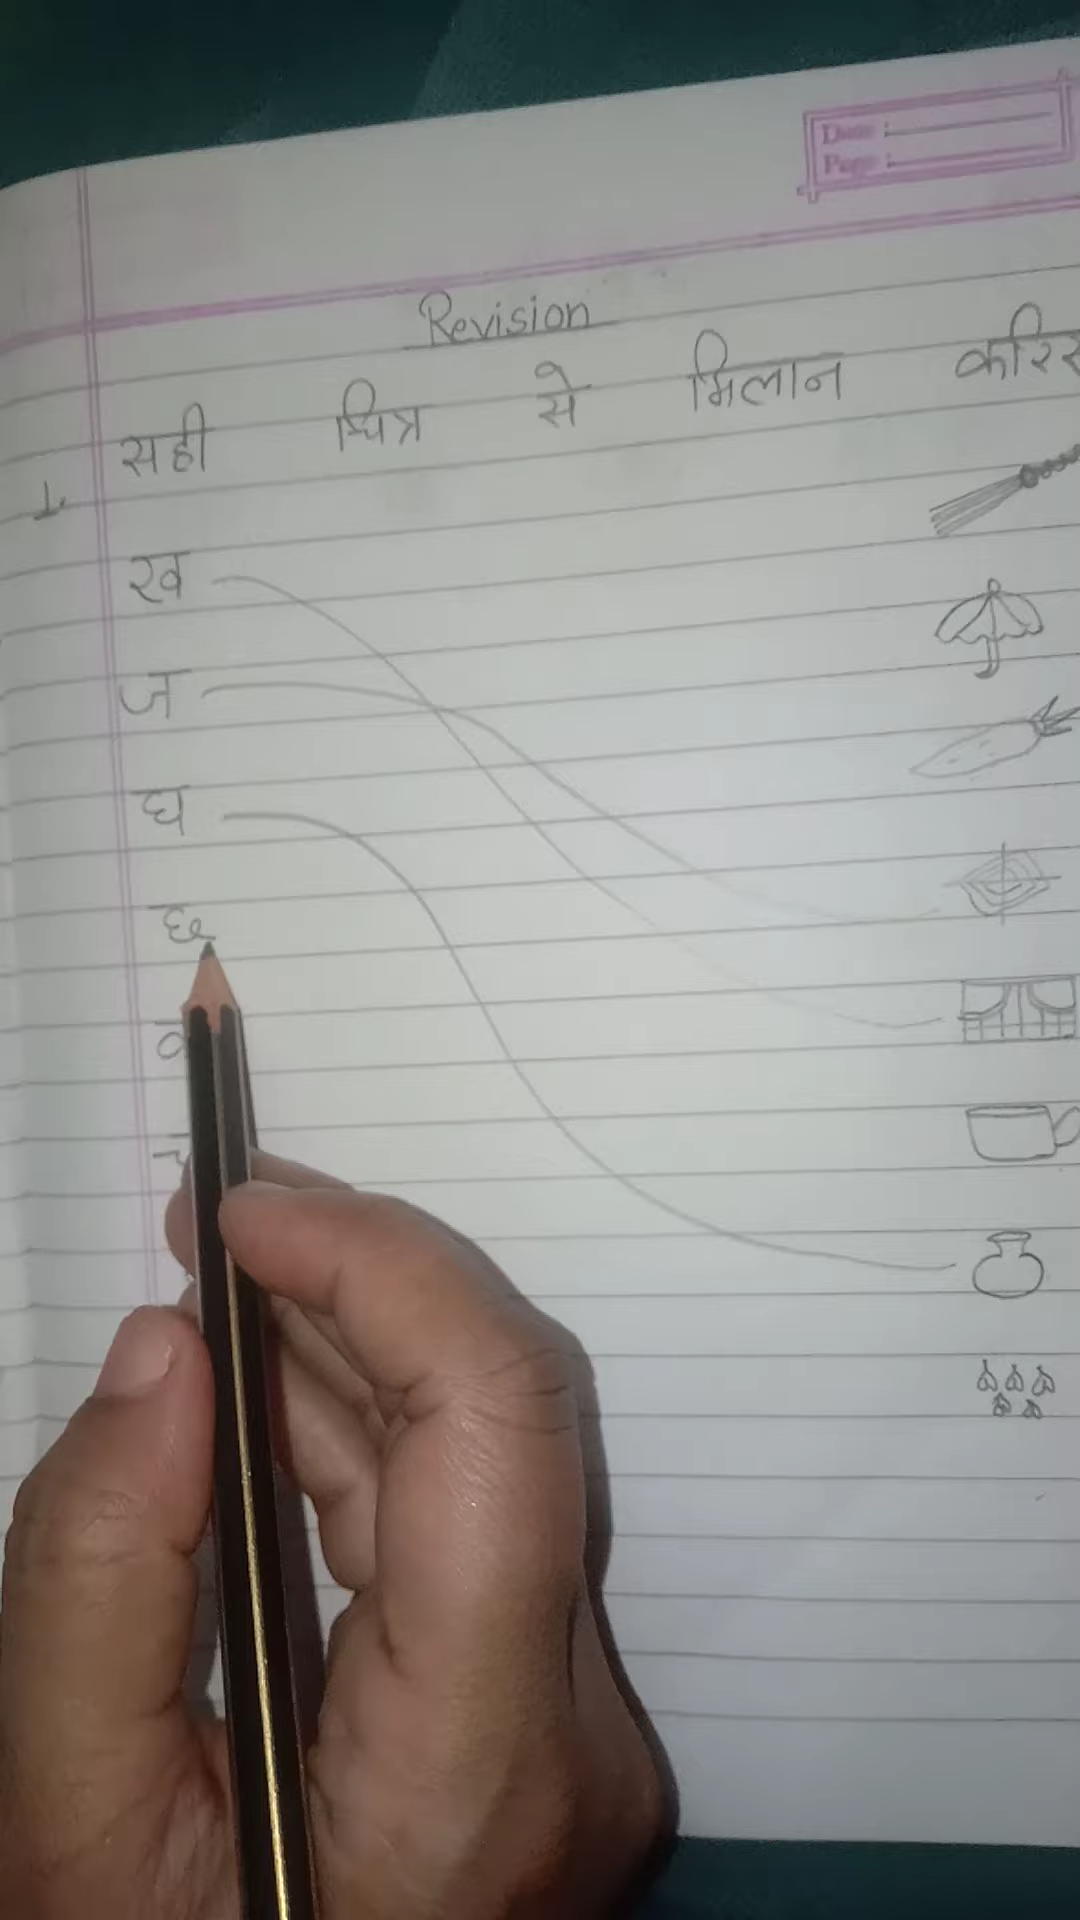 Date :
Page :
Revision
1. सही चित्र से मिलान करिए
ख
ज
घ
छ